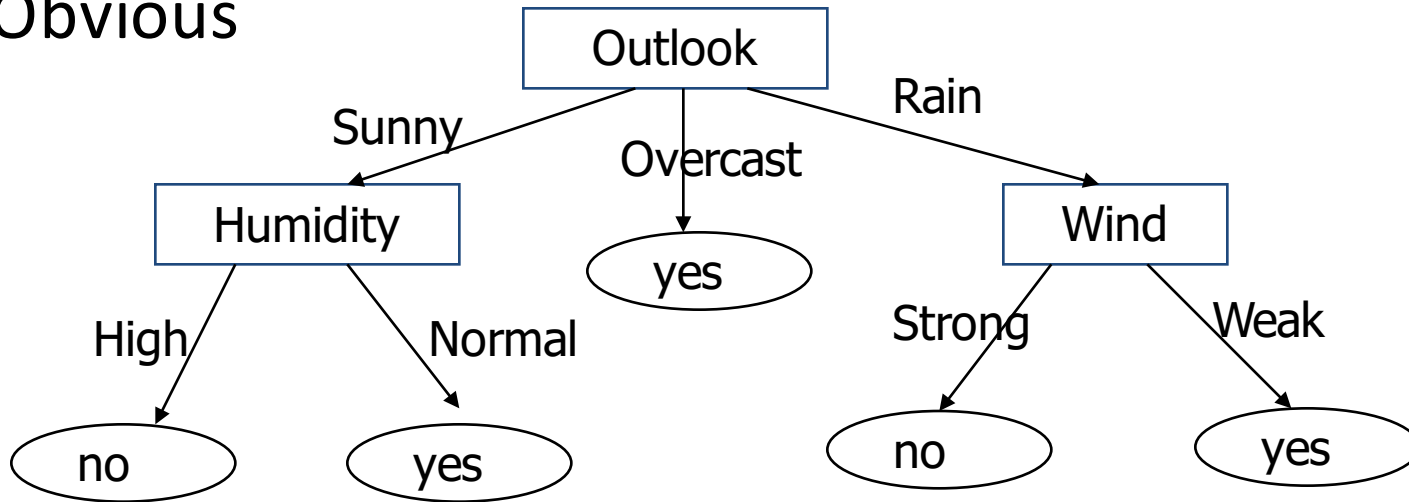 Obvious
Outlook
Sunny
Overcast
Rain
Humidity
yes
Wind
High
Normal
Strong
Weak
no
yes
no
yes